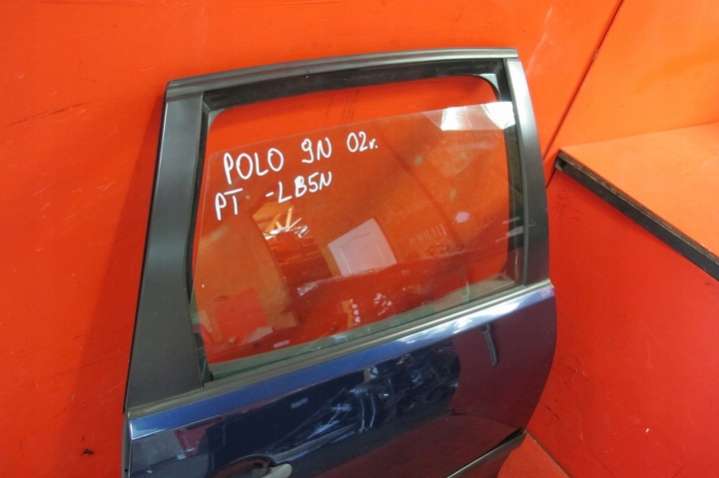 POLO 9N 02r.
PT -LB5N